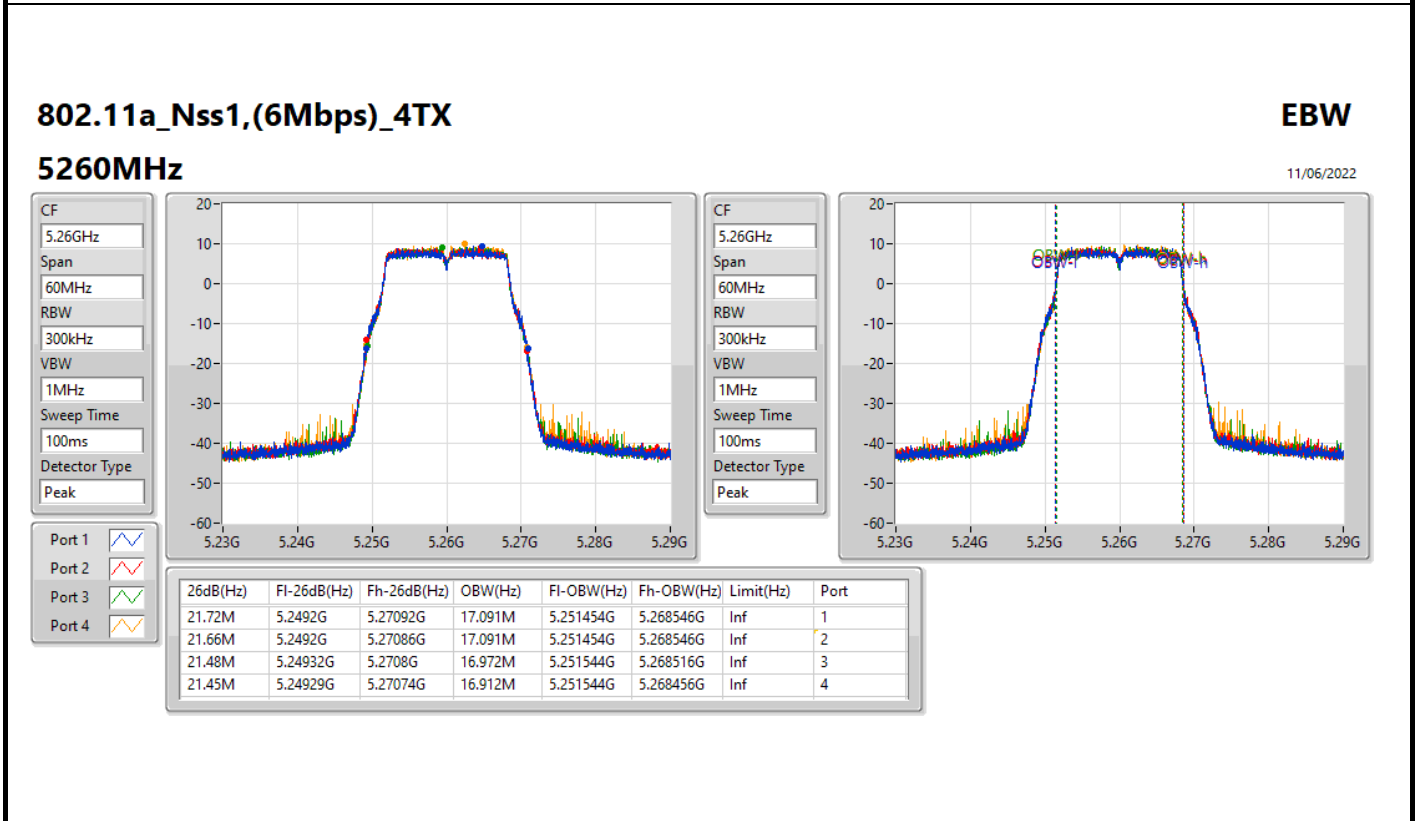 802.11a_Nss1,(6Mbps)_4TX EBW
5260MHz 11/06/2022
CF
5.26GHz
Span
60MHz
RBW
300kHz
VBW
1MHz
Sweep Time
100ms
Detector Type
Peak
20
10
0
-10
-20
-30
-40
-50
-60
5.23G 5.24G 5.25G 5.26G 5.27G 5.28G 5.29G
CF
5.26GHz
Span
60MHz
RBW
300kHz
VBW
1MHz
Sweep Time
100ms
Detector Type
Peak
20
10
0
-10
-20
-30
-40
-50
-60
OBW-l OBW-h
5.23G 5.24G 5.25G 5.26G 5.27G 5.28G 5.29G
Port 1
Port 2
Port 3
Port 4
26dB(Hz) Fl-26dB(Hz) Fh-26dB(Hz) OBW(Hz) Fl-OBW(Hz) Fh-OBW(Hz) Limit(Hz) Port
21.72M 5.2492G 5.27092G 17.091M 5.251454G 5.268546G Inf 1
21.66M 5.2492G 5.27086G 17.091M 5.251454G 5.268546G Inf 2
21.48M 5.24932G 5.2708G 16.972M 5.251544G 5.268516G Inf 3
21.45M 5.24929G 5.27074G 16.912M 5.251544G 5.268456G Inf 4